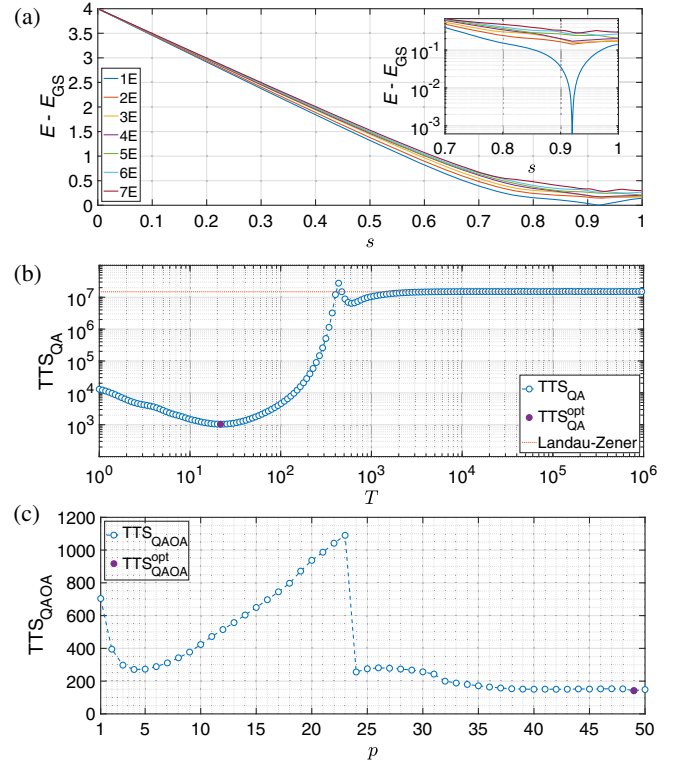 (a)
4
3.5
3
2.5
2
1.5
1
0.5
0
E - E_GS
1E
2E
3E
4E
5E
6E
7E
0 0.1 0.2 0.3 0.4 0.5 0.6 0.7 0.8 0.9 1
s
10^-1
10^-2
10^-3
E - E_GS
0.7 0.8 0.9 1
s
(b)
10^7
10^6
10^5
10^4
10^3
TTS_QA
TTS_QA
TTS_QA^opt
Landau-Zener
10^0 10^1 10^2 10^3 10^4 10^5 10^6
T
(c)
1200
1000
800
600
400
200
0
TTS_QAOA
TTS_QAOA
TTS_QAOA^opt
1 5 10 15 20 25 30 35 40 45 50
p